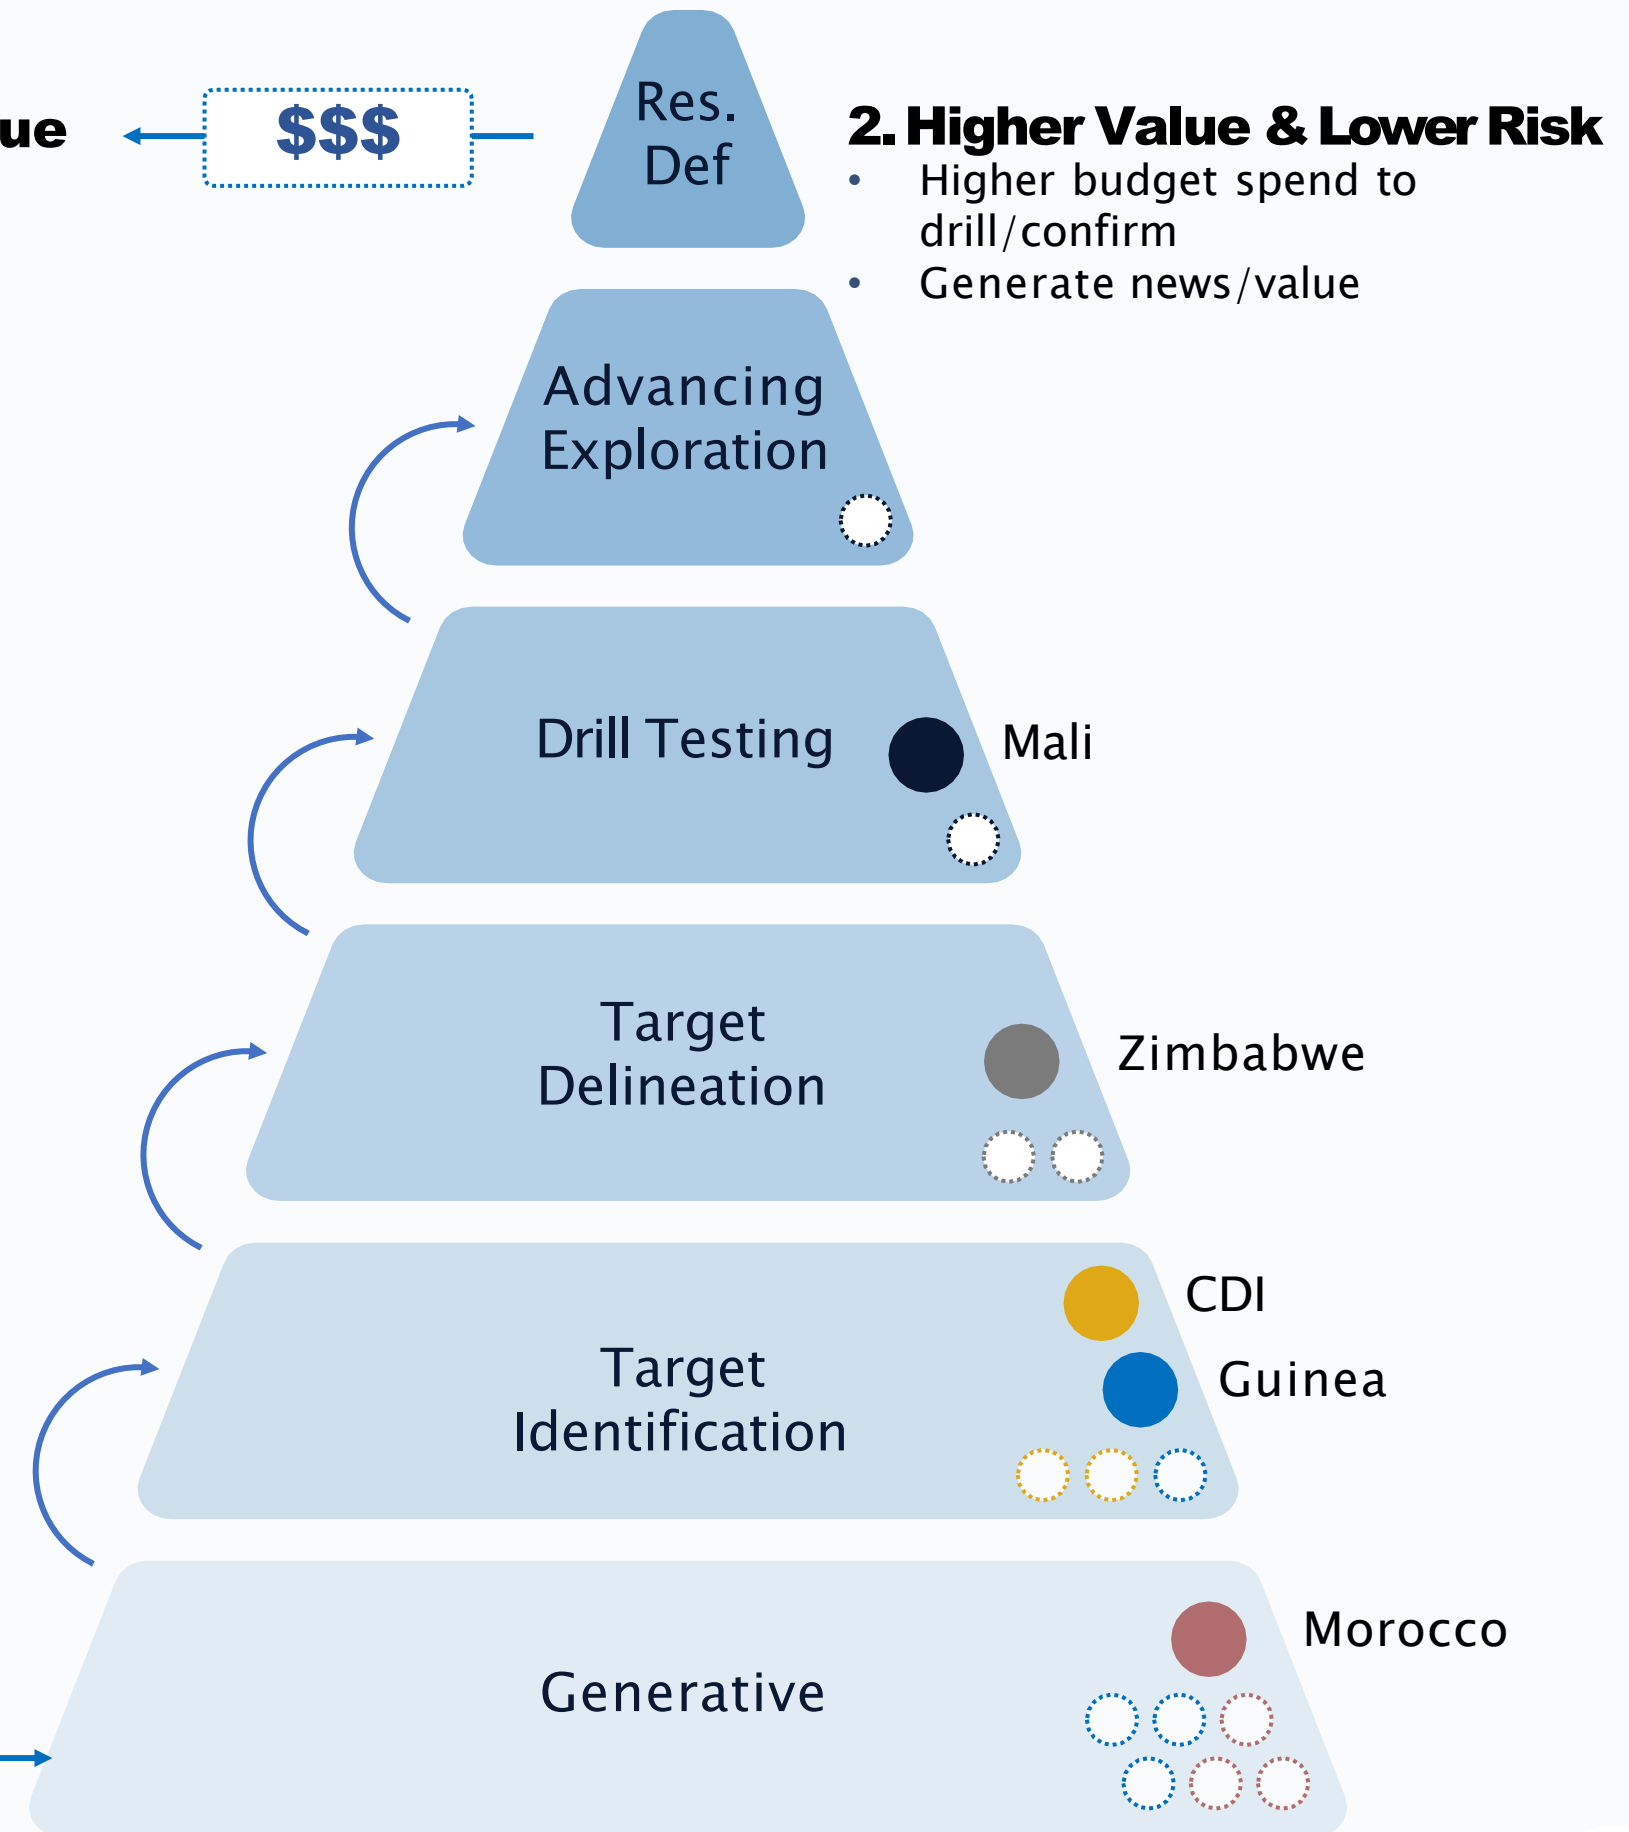 ue
$$$
Res.
Def
2. Higher Value & Lower Risk
• Higher budget spend to
drill/confirm
• Generate news/value
Advancing
Exploration
Drill Testing
Mali
Target
Delineation
Zimbabwe
CDI
Target
Identification
Guinea
Morocco
Generative